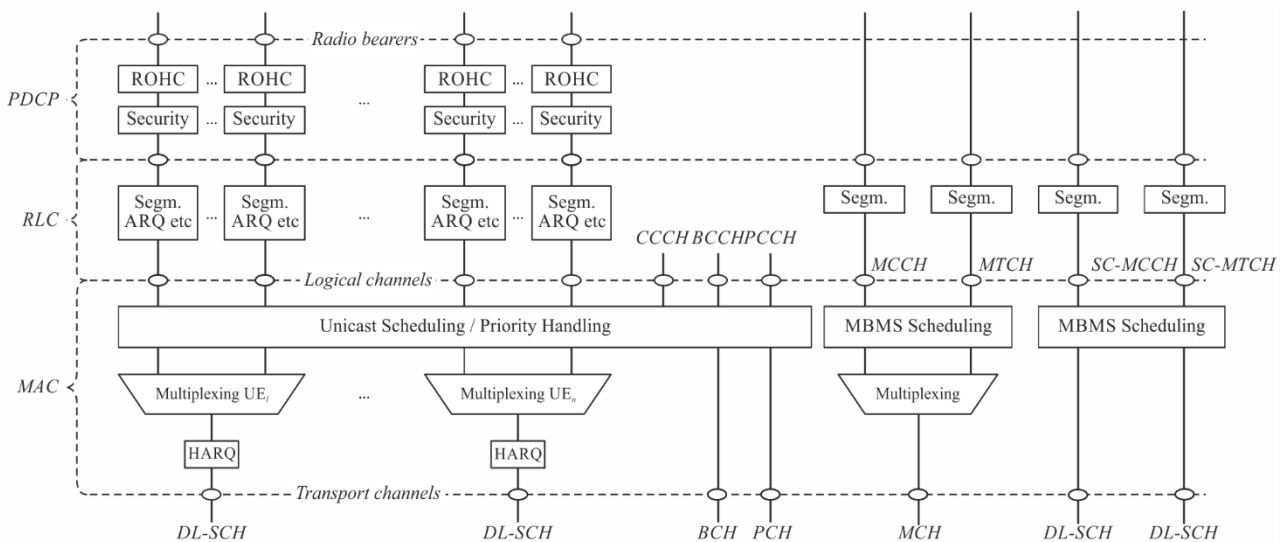 Radio bearers
ROHC ... ROHC ROHC ... ROHC
PDCP ...
Security ... Security Security ... Security
Segm. ARQ etc ... Segm. ARQ etc ... Segm. ARQ etc ... Segm. ARQ etc Segm. Segm. Segm. Segm.
RLC
CCCH BCCH PCCH
Logical channels MCCH MTCH SC-MCCH SC-MTCH
Unicast Scheduling / Priority Handling MBMS Scheduling MBMS Scheduling
MAC Multiplexing UE1 ... Multiplexing UEn Multiplexing
HARQ HARQ
Transport channels
DL-SCH DL-SCH BCH PCH MCH DL-SCH DL-SCH